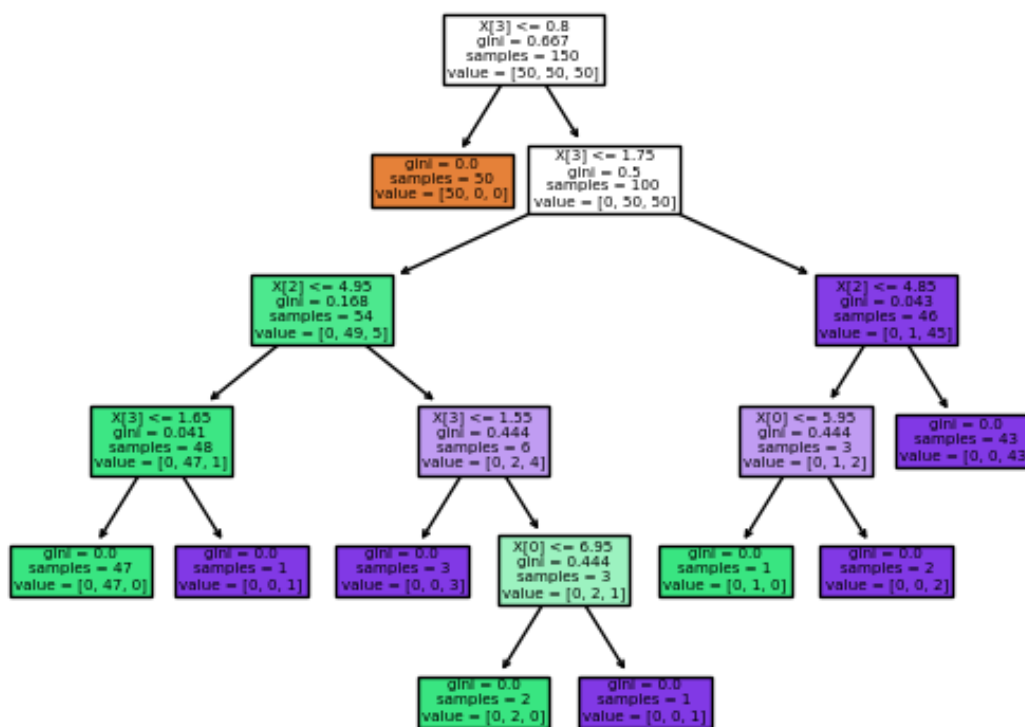 X[3] <= 0.8
gini = 0.667
samples = 150
value = [50, 50, 50]
gini = 0.0
samples = 50
value = [50, 0, 0]
X[3] <= 1.75
gini = 0.5
samples = 100
value = [0, 50, 50]
X[2] <= 4.95
gini = 0.168
samples = 54
value = [0, 49, 5]
X[2] <= 4.85
gini = 0.043
samples = 46
value = [0, 1, 45]
X[3] <= 1.65
gini = 0.041
samples = 48
value = [0, 47, 1]
X[3] <= 1.55
gini = 0.444
samples = 6
value = [0, 2, 4]
X[0] <= 5.95
gini = 0.444
samples = 3
value = [0, 1, 2]
gini = 0.0
samples = 43
value = [0, 0, 43
gini = 0.0
samples = 47
value = [0, 47, 0]
gini = 0.0
samples = 1
value = [0, 0, 1]
gini = 0.0
samples = 3
value = [0, 0, 3]
X[0] <= 6.95
gini = 0.444
samples = 3
value = [0, 2, 1]
gini = 0.0
samples = 1
value = [0, 1, 0]
gini = 0.0
samples = 2
value = [0, 0, 2]
gini = 0.0
samples = 2
value = [0, 2, 0]
gini = 0.0
samples = 1
value = [0, 0, 1]